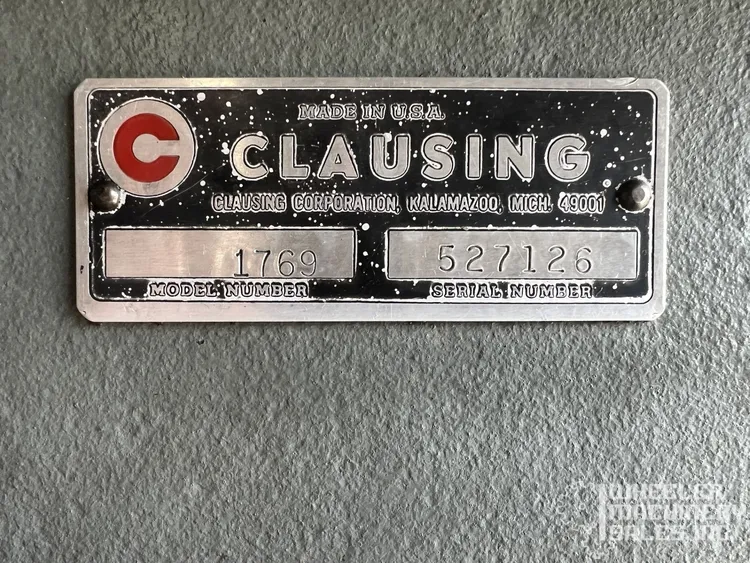 MADE IN U.S.A.
C CLAUSING
CLAUSING CORPORATION, KALAMAZOO, MICH. 49001
1769 527126
MODEL NUMBER SERIAL NUMBER
WHEELER
MACHINERY
SALES, INC.